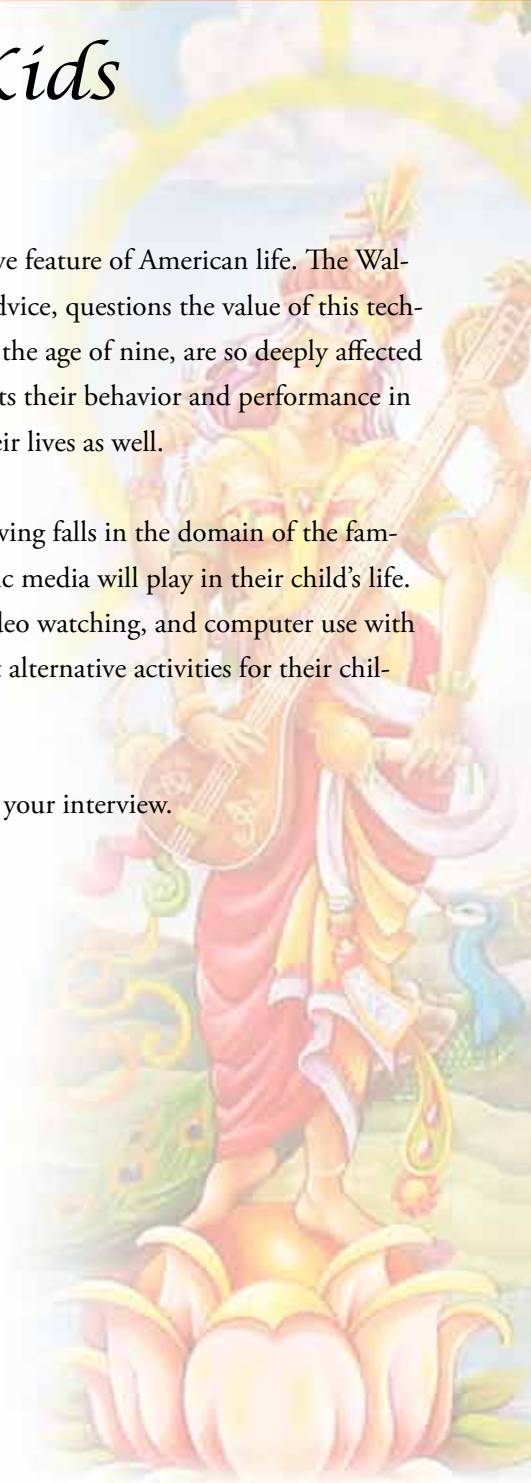 Kids
ve feature of American life. The Wal-
dvice, questions the value of this tech-
the age of nine, are so deeply affected
ts their behavior and performance in
eir lives as well.
wing falls in the domain of the fam-
ic media will play in their child’s life.
deo watching, and computer use with
t alternative activities for their chil-
your interview.